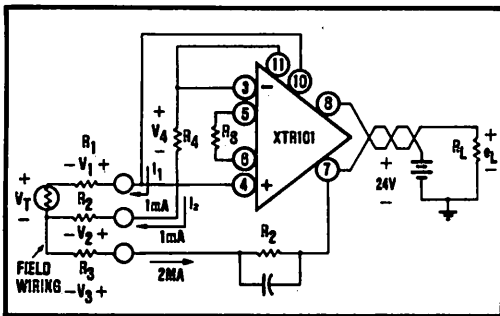 11
10
3
−
8
5
+
V4
−
R4
RS
XTR101
R1
− V1 +
I1
6
4
+
7
+
24V
−
RL
+
eL
−
+
VT
−
1mA
R2
− V2 +
I2
1mA
R2
R3
− V3 +
2MA
FIELD
WIRING